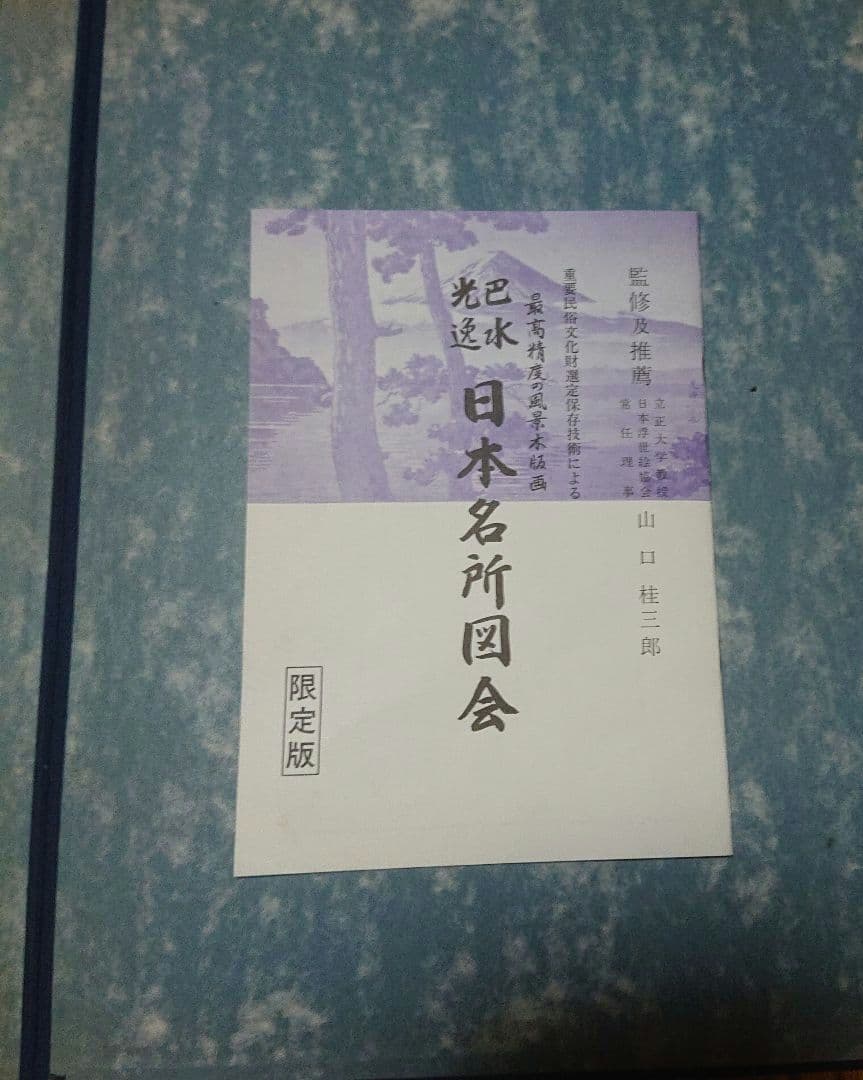 監修及推薦
立正大学教授
日本浮世絵協会
常任理事
山口桂三郎
重要民俗文化財選定保存技術による
最高精度の風景木版画
巴水
光逸
日本名所図会
限定版